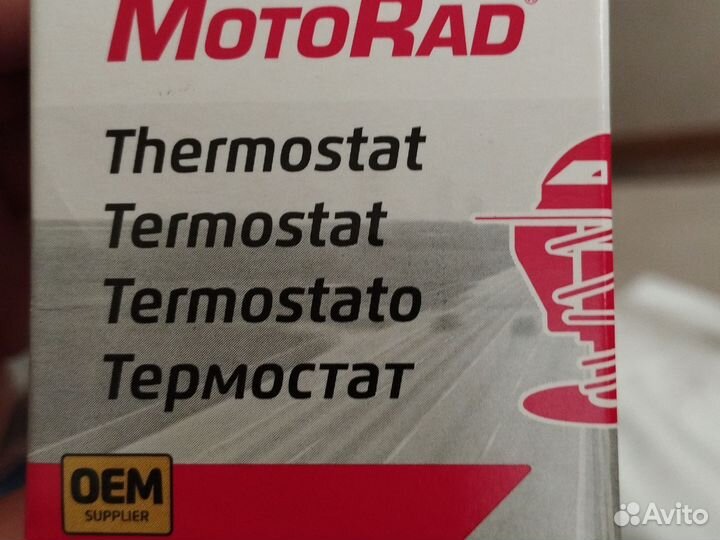 MotoRad®
Thermostat
Termostat
Termostato
Термостат
OEM
SUPPLIER
Avito